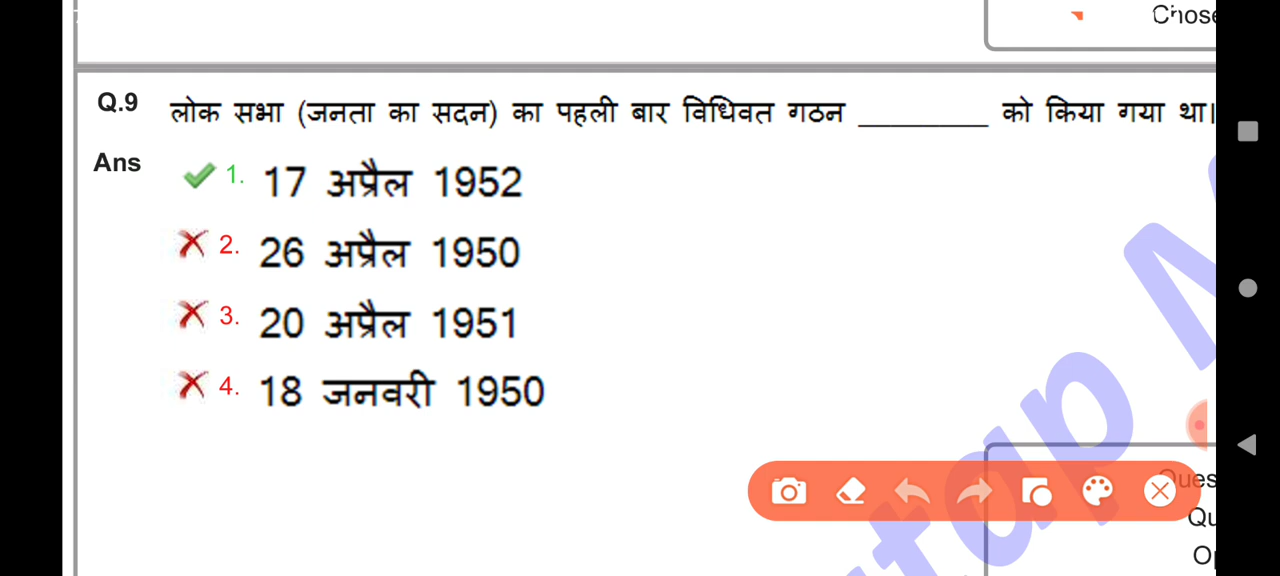 Q.9 लोक सभा (जनता का सदन) का पहली बार विधिवत गठन ________ को किया गया था।
Ans
1. 17 अप्रैल 1952
2. 26 अप्रैल 1950
3. 20 अप्रैल 1951
4. 18 जनवरी 1950